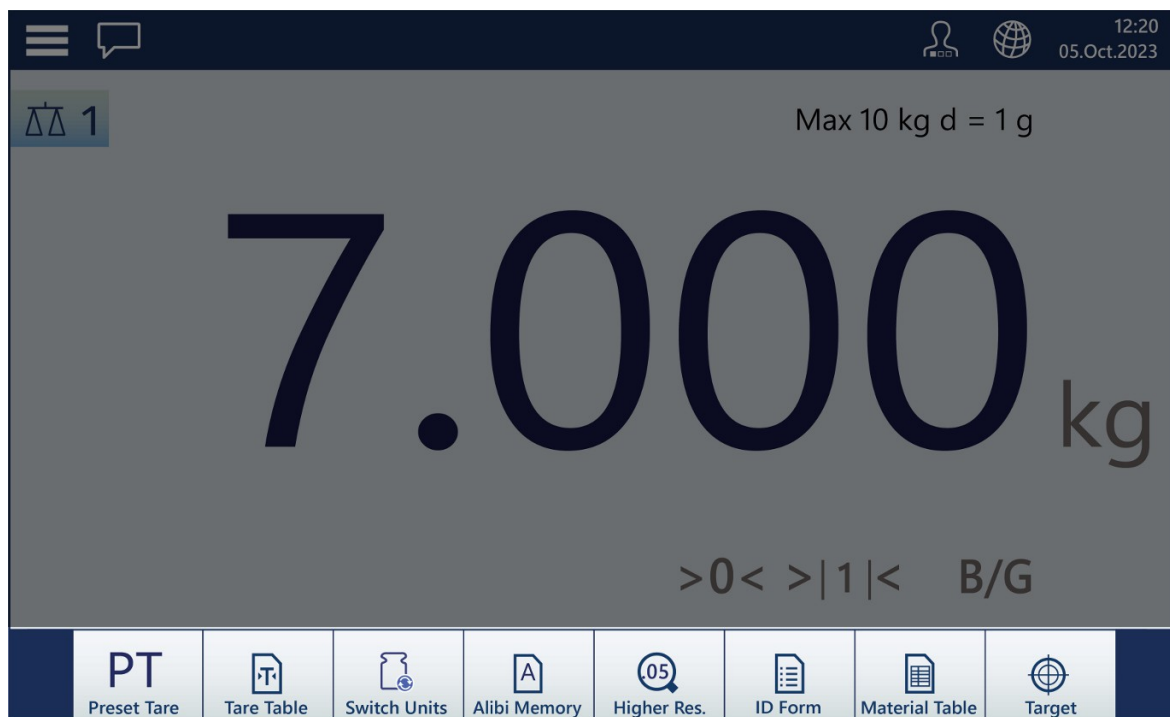 12:20
05.Oct.2023
1
Max 10 kg d = 1 g
7.000 kg
>0< >|1|< B/G
PT
Preset Tare
T
Tare Table
Switch Units
A
Alibi Memory
.05
Higher Res.
ID Form
Material Table
Target